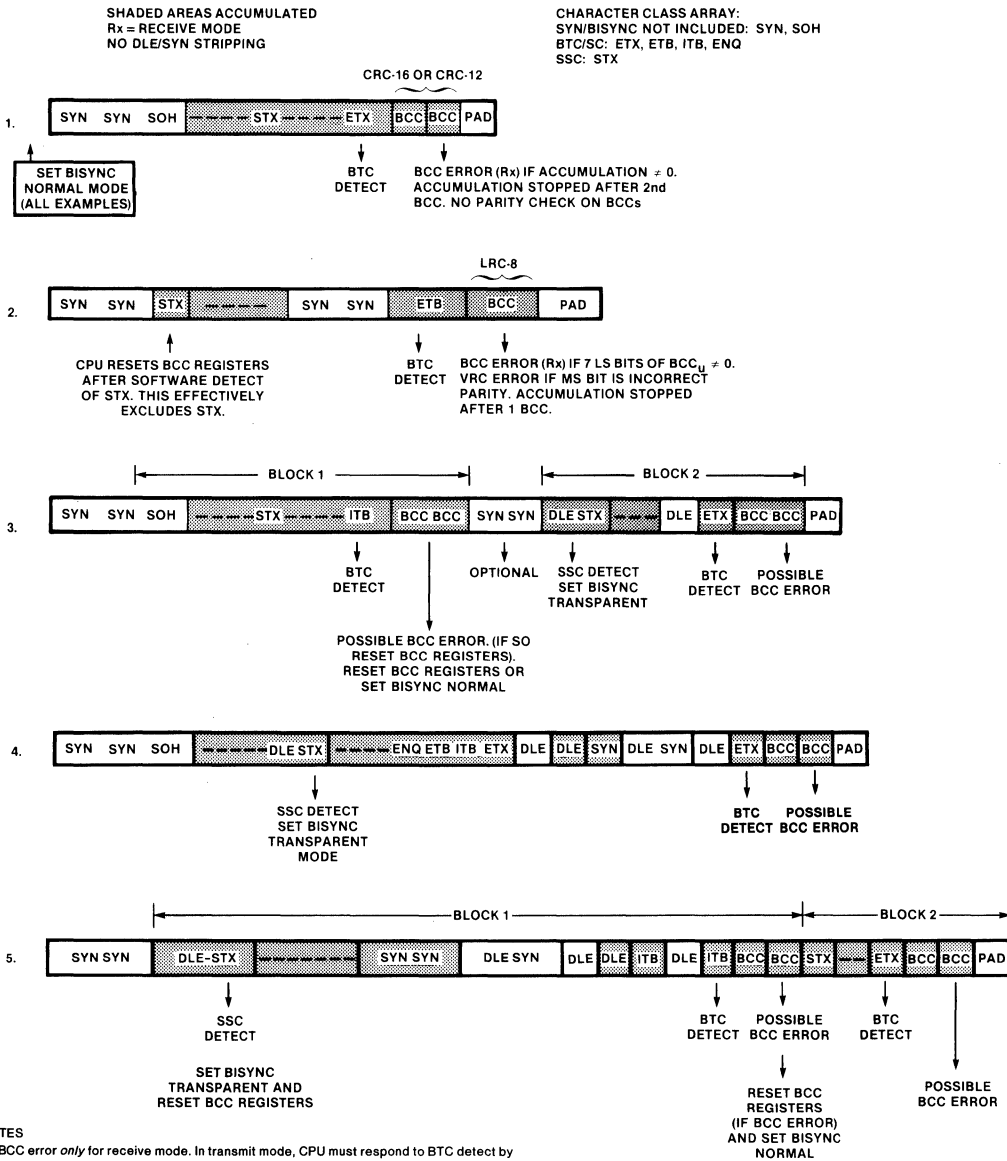 SHADED AREAS ACCUMULATED
Rx = RECEIVE MODE
NO DLE/SYN STRIPPING
CHARACTER CLASS ARRAY:
SYN/BISYNC NOT INCLUDED: SYN, SOH
BTC/SC: ETX, ETB, ITB, ENQ
SSC: STX
CRC-16 OR CRC-12
1.
SYN SYN SOH ---- STX ----- ETX BCC BCC PAD
SET BISYNC
NORMAL MODE
(ALL EXAMPLES)
BTC
DETECT
BCC ERROR (Rx) IF ACCUMULATION ≠ 0.
ACCUMULATION STOPPED AFTER 2nd
BCC. NO PARITY CHECK ON BCCs
LRC-8
2.
SYN SYN STX ---- SYN SYN ETB BCC PAD
CPU RESETS BCC REGISTERS
AFTER SOFTWARE DETECT
OF STX. THIS EFFECTIVELY
EXCLUDES STX.
BTC
DETECT
BCC ERROR (Rx) IF 7 LS BITS OF BCCu ≠ 0.
VRC ERROR IF MS BIT IS INCORRECT
PARITY. ACCUMULATION STOPPED
AFTER 1 BCC.
BLOCK 1
BLOCK 2
3.
SYN SYN SOH ----STX----- ITB BCC BCC SYN SYN DLE STX --- DLE ETX BCC BCC PAD
BTC
DETECT
OPTIONAL
SSC DETECT
SET BISYNC
TRANSPARENT
BTC
DETECT
POSSIBLE
BCC ERROR
POSSIBLE BCC ERROR. (IF SO
RESET BCC REGISTERS).
RESET BCC REGISTERS OR
SET BISYNC NORMAL
4.
SYN SYN SOH -----DLE STX ----ENQ ETB ITB ETX DLE DLE SYN DLE SYN DLE ETX BCC BCC PAD
SSC DETECT
SET BISYNC
TRANSPARENT
MODE
BTC
DETECT
POSSIBLE
BCC ERROR
BLOCK 1
BLOCK 2
5.
SYN SYN DLE-STX ------- SYN SYN DLE SYN DLE DLE ITB DLE ITB BCC BCC STX -- ETX BCC BCC PAD
SSC
DETECT
SET BISYNC
TRANSPARENT AND
RESET BCC REGISTERS
BTC
DETECT
POSSIBLE
BCC ERROR
RESET BCC
REGISTERS
(IF BCC ERROR)
AND SET BISYNC
NORMAL
BTC
DETECT
POSSIBLE
BCC ERROR
TES
BCC error only for receive mode. In transmit mode, CPU must respond to BTC detect by